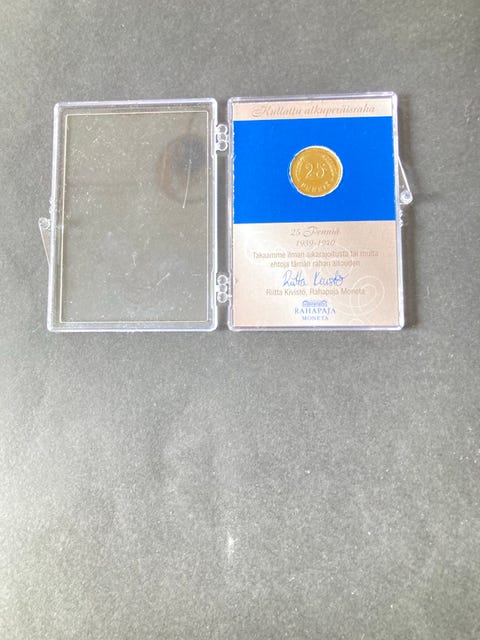 Kullattu alkuperäisraha
25
PENNIÄ
25 Penniä
1939-1940
Takaamme ilman aikarajoitusta tai muita
ehtoja tämän rahan aitouden
Riitta Kivistö
Riitta Kivistö, Rahapaja Moneta
RAHAPAJA
MONETA